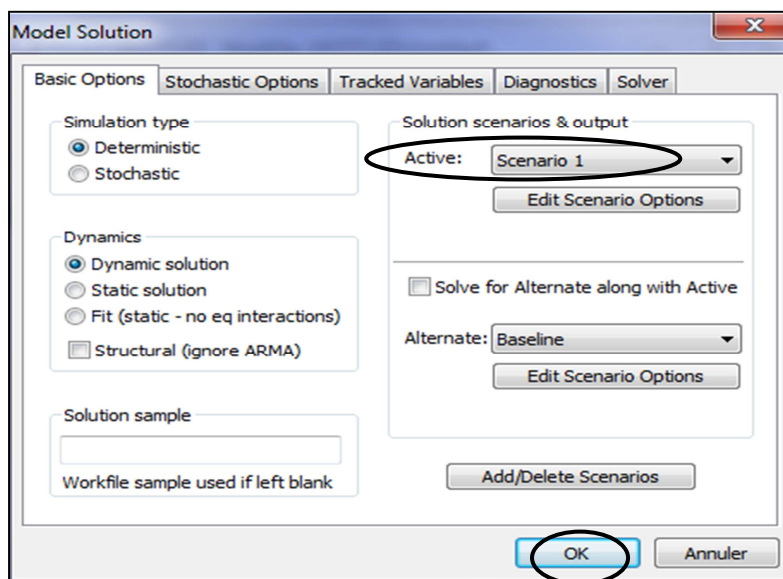 Model Solution
Basic Options
Stochastic Options
Tracked Variables
Diagnostics
Solver
Simulation type
Deterministic
Stochastic
Dynamics
Dynamic solution
Static solution
Fit (static - no eq interactions)
Structural (ignore ARMA)
Solution sample
Workfile sample used if left blank
Solution scenarios & output
Active: Scenario 1
Edit Scenario Options
Solve for Alternate along with Active
Alternate: Baseline
Edit Scenario Options
Add/Delete Scenarios
OK
Annuler